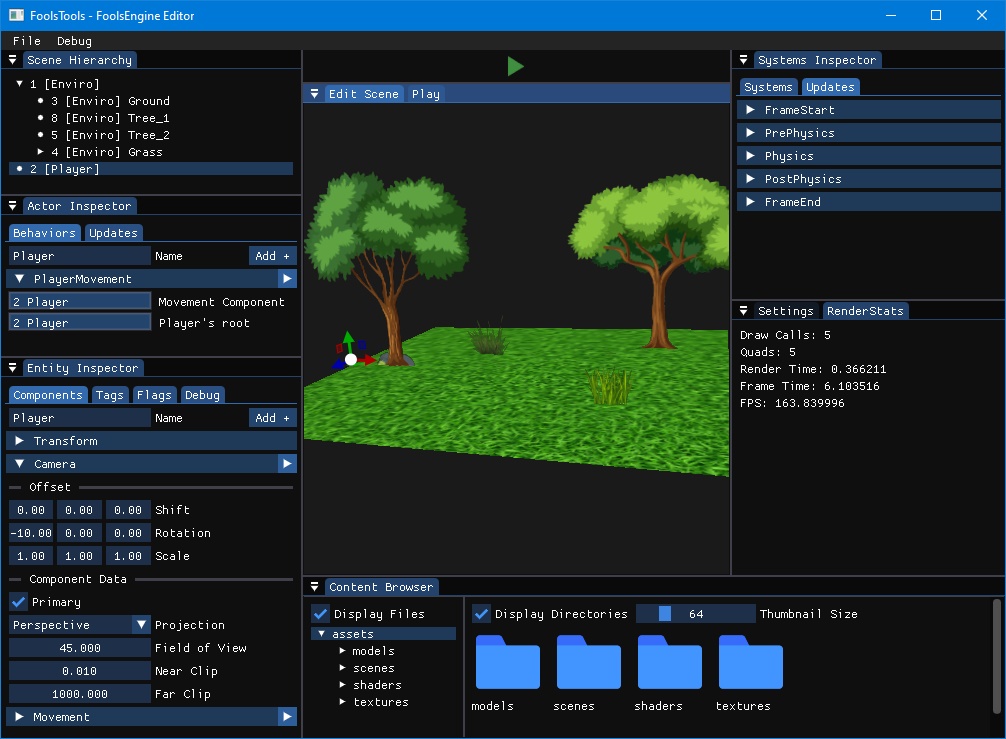 FoolsTools - FoolsEngine Editor
File Debug
Scene Hierarchy
1 [Enviro]
3 [Enviro] Ground
8 [Enviro] Tree_1
5 [Enviro] Tree_2
4 [Enviro] Grass
2 [Player]
Actor Inspector
Behaviors Updates
Player Name Add +
PlayerMovement
2 Player Movement Component
2 Player Player's root
Entity Inspector
Components Tags Flags Debug
Player Name Add +
Transform
Camera
Offset
0.00 0.00 0.00 Shift
-10.00 0.00 0.00 Rotation
1.00 1.00 1.00 Scale
Component Data
Primary
Perspective Projection
45.000 Field of View
0.010 Near Clip
1000.000 Far Clip
Movement
Edit Scene Play
Content Browser
Display Files
assets
models
scenes
shaders
textures
Display Directories 64 Thumbnail Size
models scenes shaders textures
Systems Inspector
Systems Updates
FrameStart
PrePhysics
Physics
PostPhysics
FrameEnd
Settings RenderStats
Draw Calls: 5
Quads: 5
Render Time: 0.366211
Frame Time: 6.103516
FPS: 163.839996